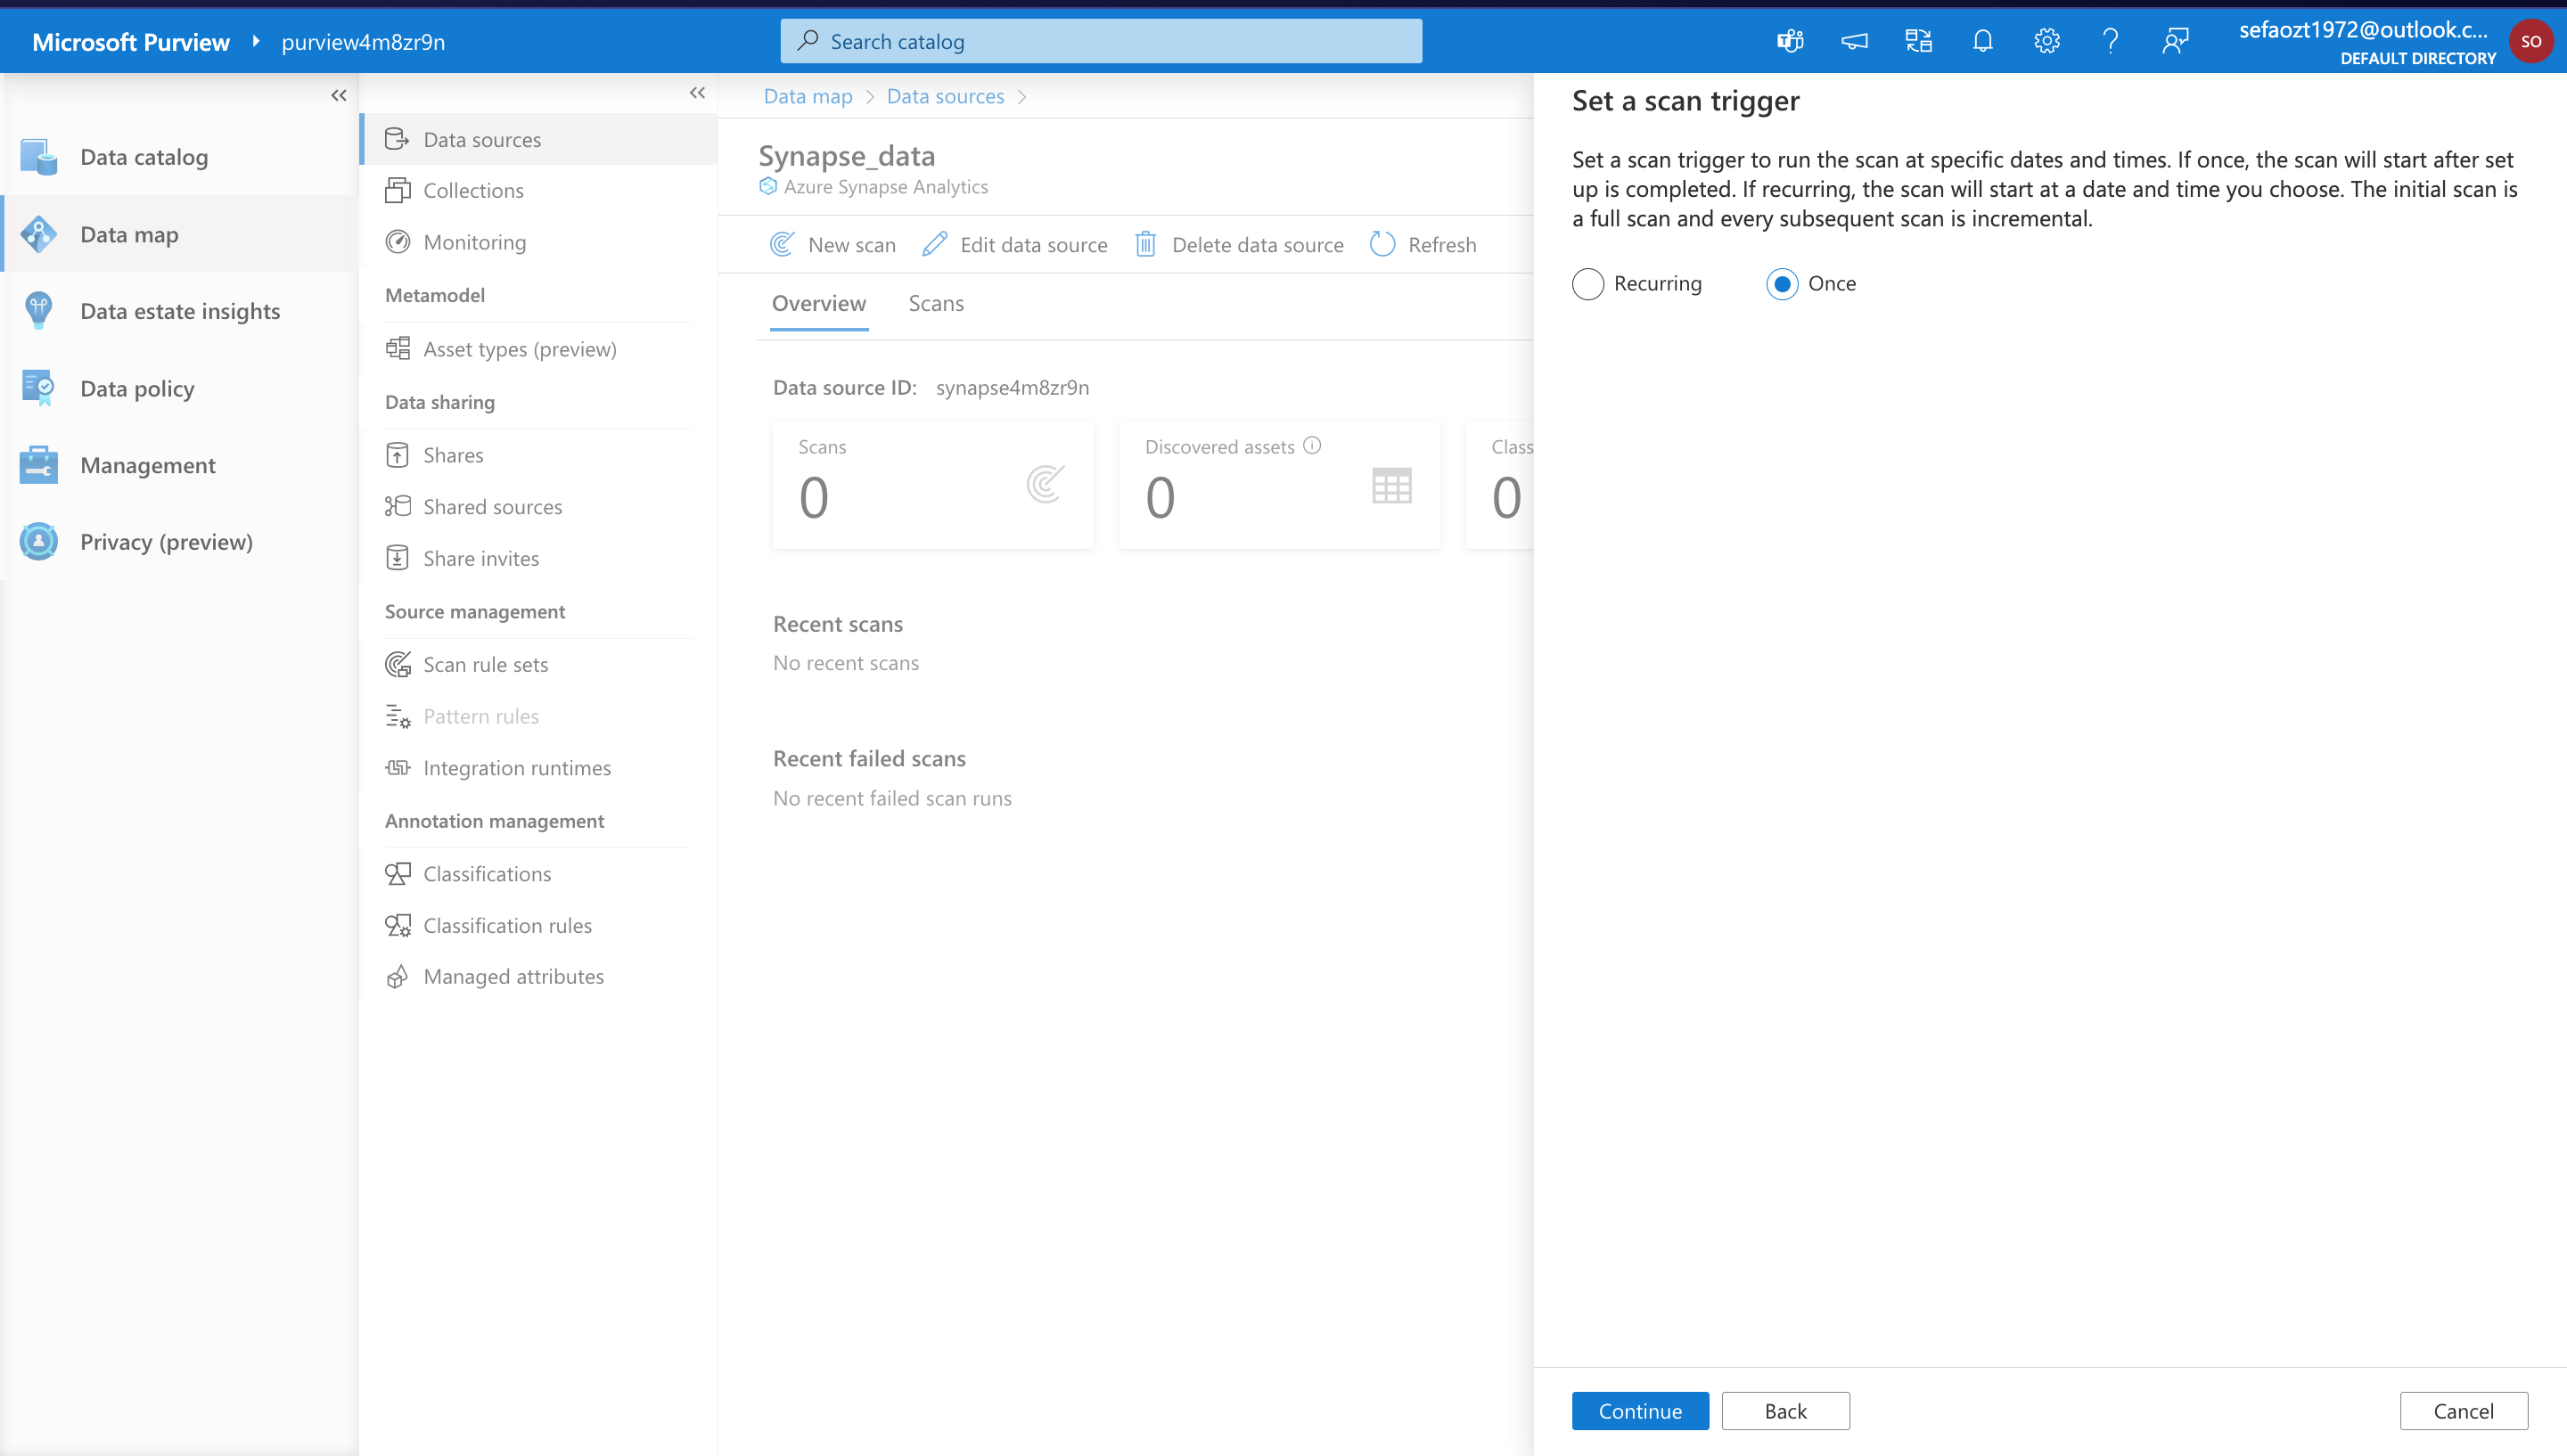 Microsoft Purview
purview4m8zr9n
Search catalog
sefaozt1972@outlook.c...
DEFAULT DIRECTORY
SO
Data catalog
Data map
Data estate insights
Data policy
Management
Privacy (preview)
Data sources
Collections
Monitoring
Metamodel
Asset types (preview)
Data sharing
Shares
Shared sources
Share invites
Source management
Scan rule sets
Pattern rules
Integration runtimes
Annotation management
Classifications
Classification rules
Managed attributes
Data map > Data sources >
Synapse_data
Azure Synapse Analytics
New scan Edit data source Delete data source Refresh
Overview Scans
Data source ID: synapse4m8zr9n
Scans
0
Discovered assets
0
Class
0
Recent scans
No recent scans
Recent failed scans
No recent failed scan runs
Set a scan trigger
Set a scan trigger to run the scan at specific dates and times. If once, the scan will start after set
up is completed. If recurring, the scan will start at a date and time you choose. The initial scan is
a full scan and every subsequent scan is incremental.
Recurring Once
Continue Back Cancel